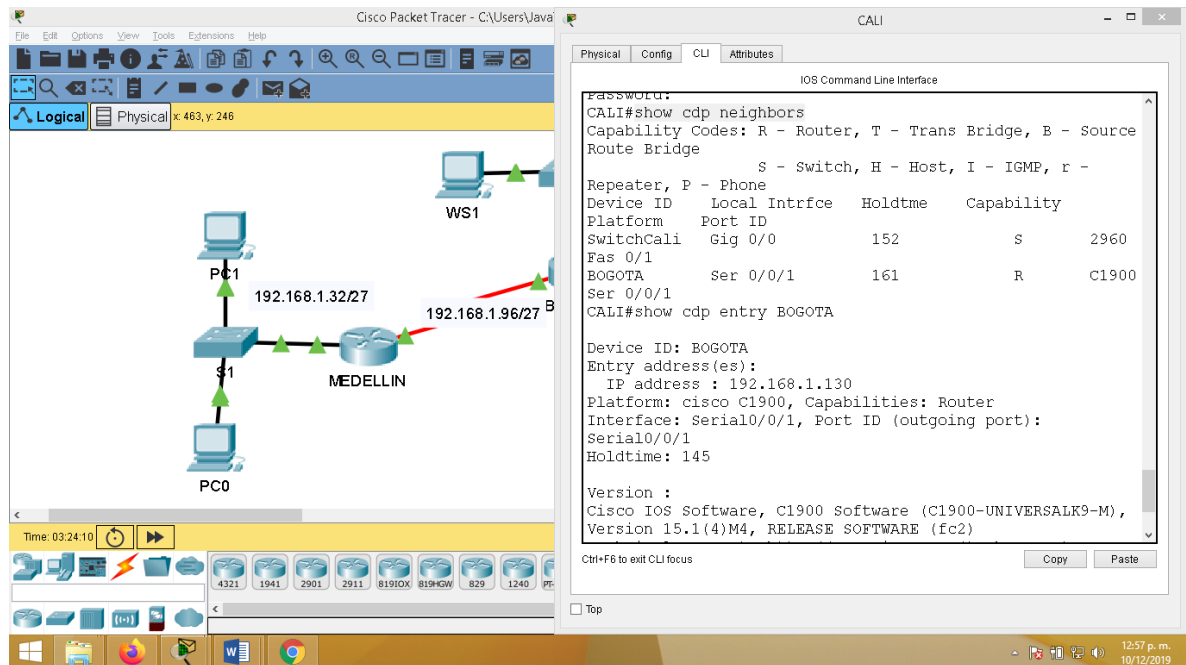 Cisco Packet Tracer - C:\Users\Java
File Edit Options View Tools Extensions Help
Logical Physical x: 463, y: 246
WS1
PC1
192.168.1.32/27
192.168.1.96/27
B
S1
MEDELLIN
PC0
Time: 03:24:10
4321 1941 2901 2911 819IOX 819HGW 829 1240 PT-
CALI
Physical Config CLI Attributes
IOS Command Line Interface
Password:
CALI#show cdp neighbors
Capability Codes: R - Router, T - Trans Bridge, B - Source
Route Bridge
S - Switch, H - Host, I - IGMP, r -
Repeater, P - Phone
Device ID Local Intrfce Holdtme Capability
Platform Port ID
SwitchCali Gig 0/0 152 S 2960
Fas 0/1
BOGOTA Ser 0/0/1 161 R C1900
Ser 0/0/1
CALI#show cdp entry BOGOTA
Device ID: BOGOTA
Entry address(es):
IP address : 192.168.1.130
Platform: cisco C1900, Capabilities: Router
Interface: Serial0/0/1, Port ID (outgoing port):
Serial0/0/1
Holdtime: 145
Version :
Cisco IOS Software, C1900 Software (C1900-UNIVERSALK9-M),
Version 15.1(4)M4, RELEASE SOFTWARE (fc2)
Ctrl+F6 to exit CLI focus
Copy Paste
Top
12:57 p. m.
10/12/2019